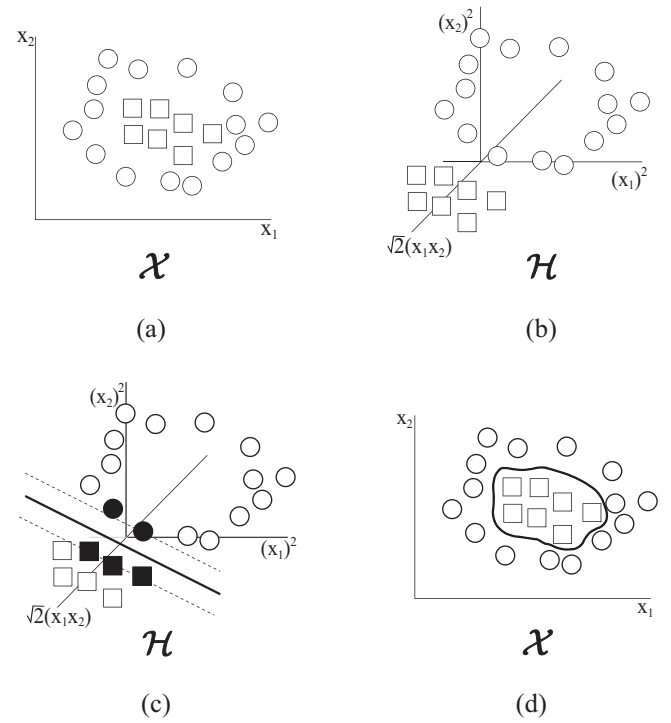 x₂
x₁
𝒳
(a)
(x₂)²
(x₁)²
√2(x₁x₂)
ℋ
(b)
(x₂)²
(x₁)²
√2(x₁x₂)
ℋ
(c)
x₂
x₁
𝒳
(d)